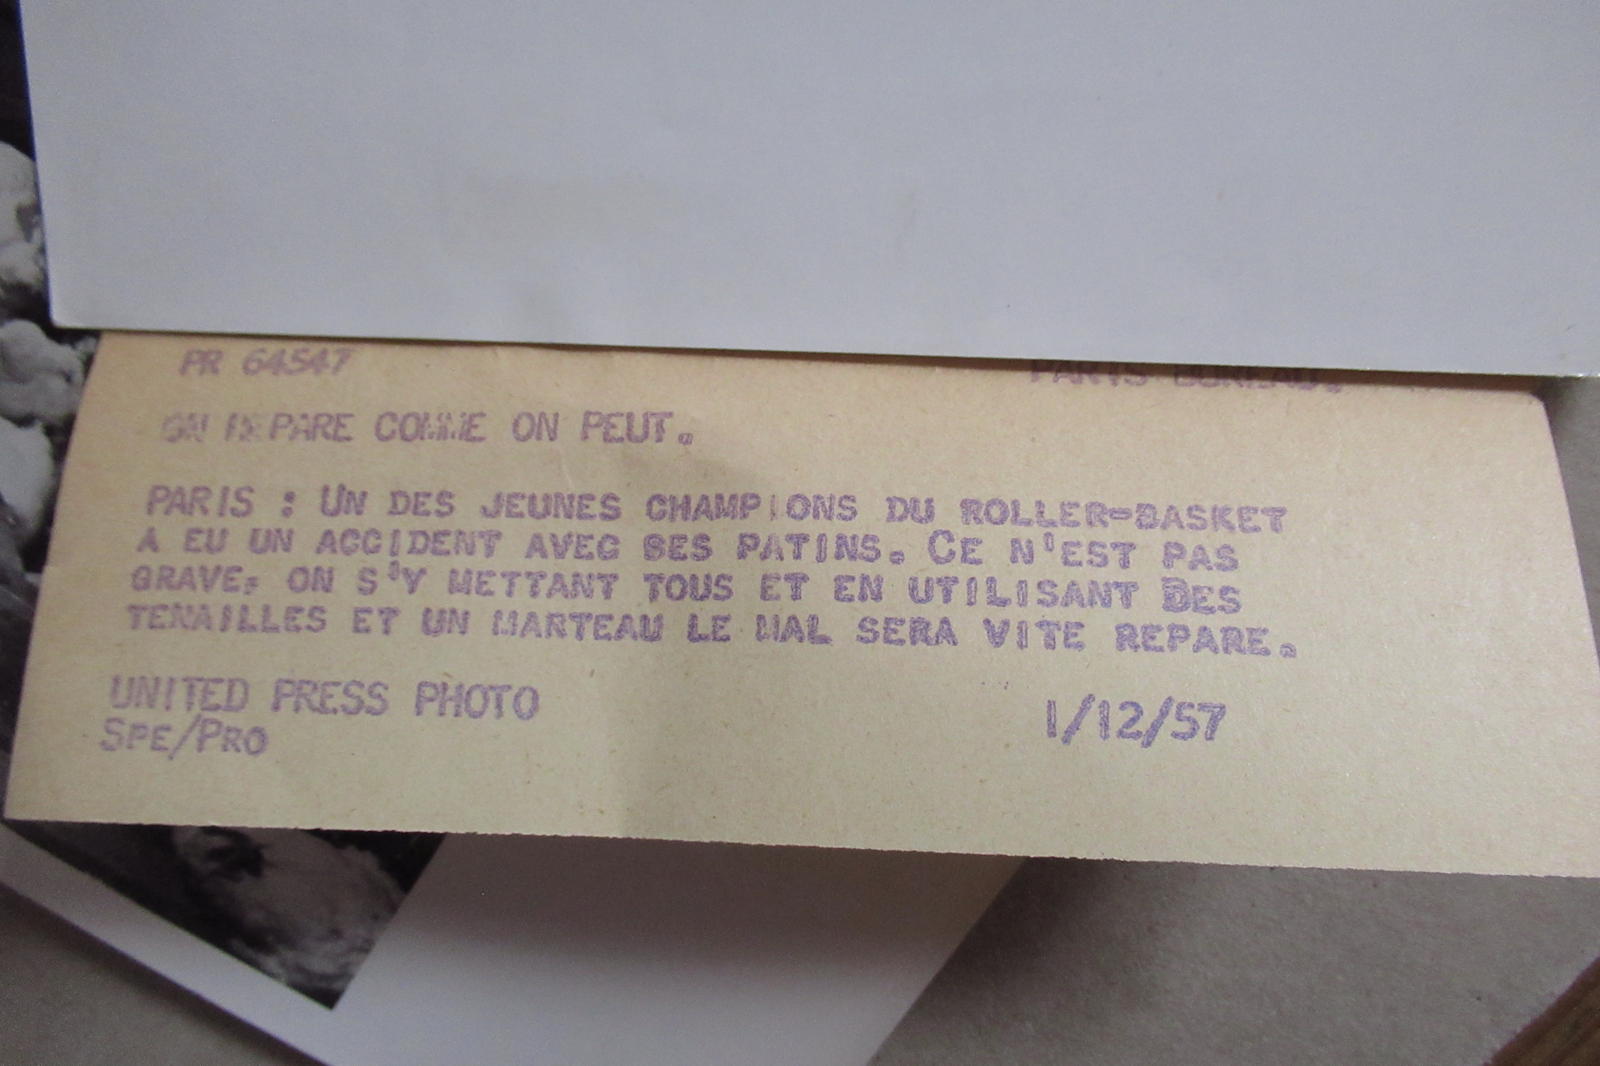 PR 64547 PARIS BUREAU.
ON REPARE COMME ON PEUT.
PARIS : UN DES JEUNES CHAMPIONS DU ROLLER-BASKET
A EU UN ACCIDENT AVEC SES PATINS. CE N'EST PAS
GRAVE. ON S'Y METTANT TOUS ET EN UTILISANT DES
TENAILLES ET UN MARTEAU LE MAL SERA VITE REPARE.
UNITED PRESS PHOTO 1/12/57
SPE/PRO